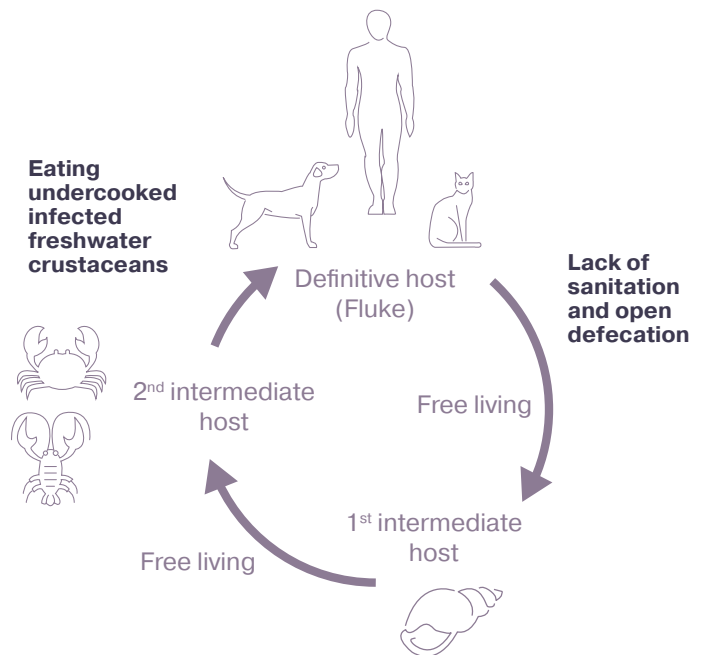 Eating
undercooked
infected
freshwater
crustaceans
Definitive host
(Fluke)
Lack of
sanitation
and open
defecation
2nd intermediate
host
Free living
1st intermediate
host
Free living